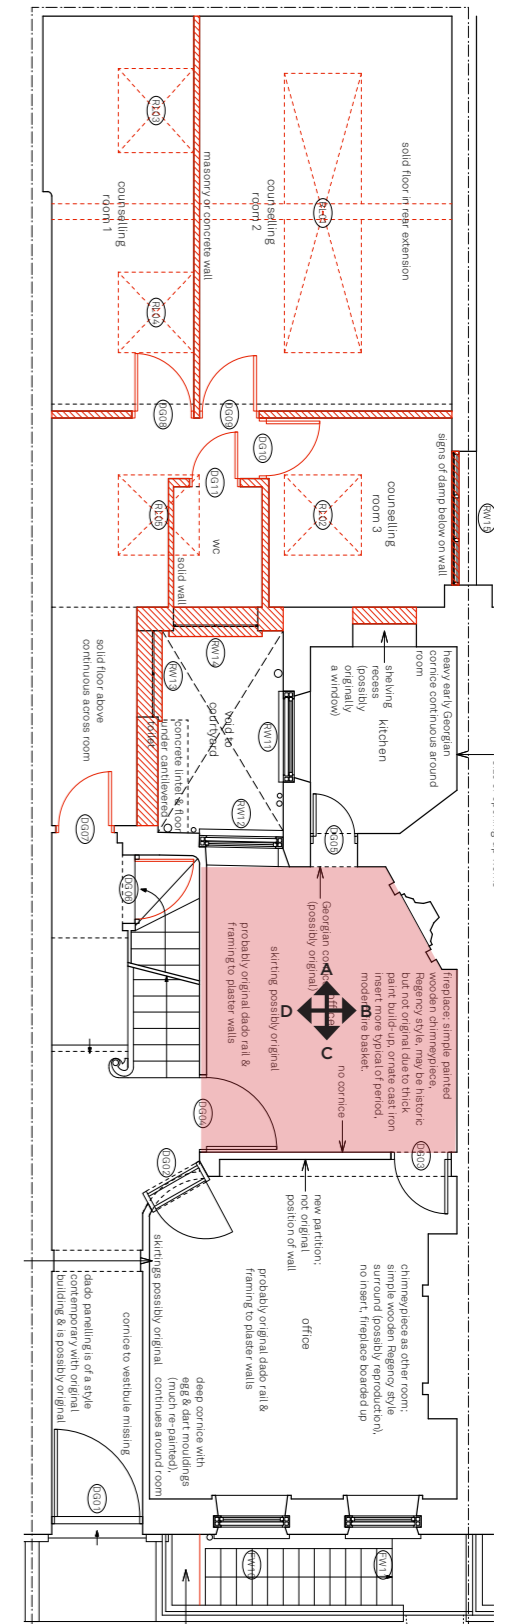 RL03
counselling
room 1
masonry or concrete wall
counselling
room 2
RL01
solid floor in rear extension
RL04
DG08
DG09
DG10
DG11
RL05
wc
solid wall
RL02
counselling
room 3
signs of damp below on wall
RW15
solid floor above
continuous across room
RW13
RW14
void to
courtyard
RW11
RW12
concrete lintel & floor
under cantilevered
toilet
shelving
recess
(possibly
originally
a window)
kitchen
heavy early Georgian
cornice continuous around
room
DG05
DG07
DG06
Georgian cornice
(possibly original)
office
skirting possibly original
probably original dado rail &
framing to plaster walls
fireplace: simple painted
wooden chimneypiece,
Regency style, may be historic
but not original due to thick
paint build-up, ornate cast iron
insert more typical of period,
modern fire basket.
A
B
C
D
no cornice
DG04
DG03
DG02
new partition;
not original
position of wall
skirtings possibly original
probably original dado rail &
framing to plaster walls
office
chimneypiece as other room;
simple wooden Regency style
surround (possibly reproduction),
no insert, fireplace boarded up
deep cornice with
egg & dart mouldings
(much re-painted),
continues around room
cornice to vestibule missing
dado panelling is of a style
contemporary with original
building & is possibly original
DG01
FW10